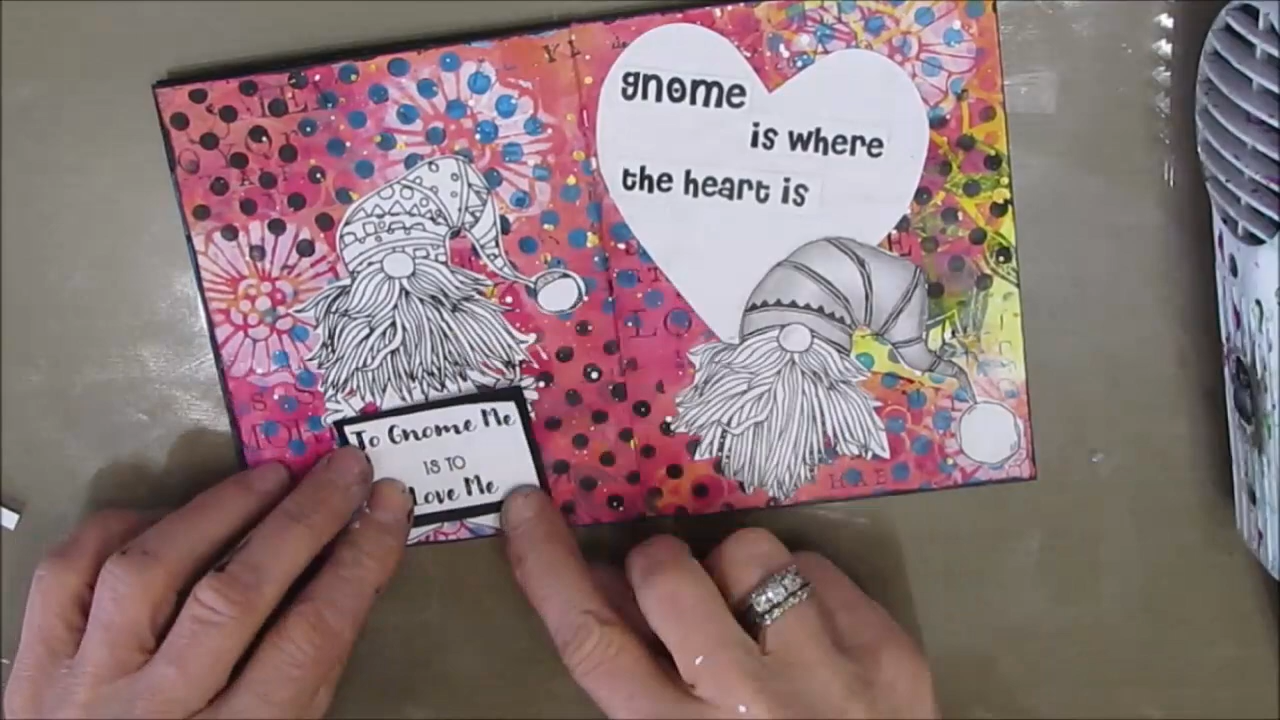 gnome
is where
the heart is
To Gnome Me
IS TO
Love Me